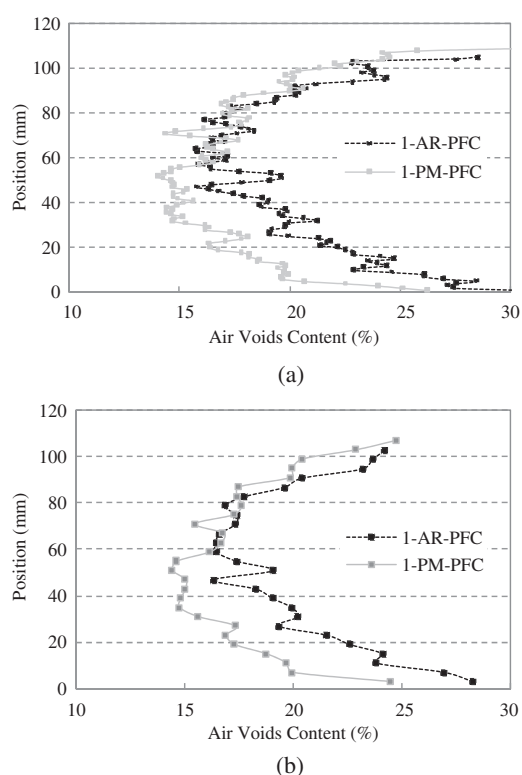 120
100
80
60
40
20
0
Position (mm)
1-AR-PFC
1-PM-PFC
10 15 20 25 30
Air Voids Content (%)
(a)
120
100
80
60
40
20
0
Position (mm)
1-AR-PFC
1-PM-PFC
10 15 20 25 30
Air Voids Content (%)
(b)